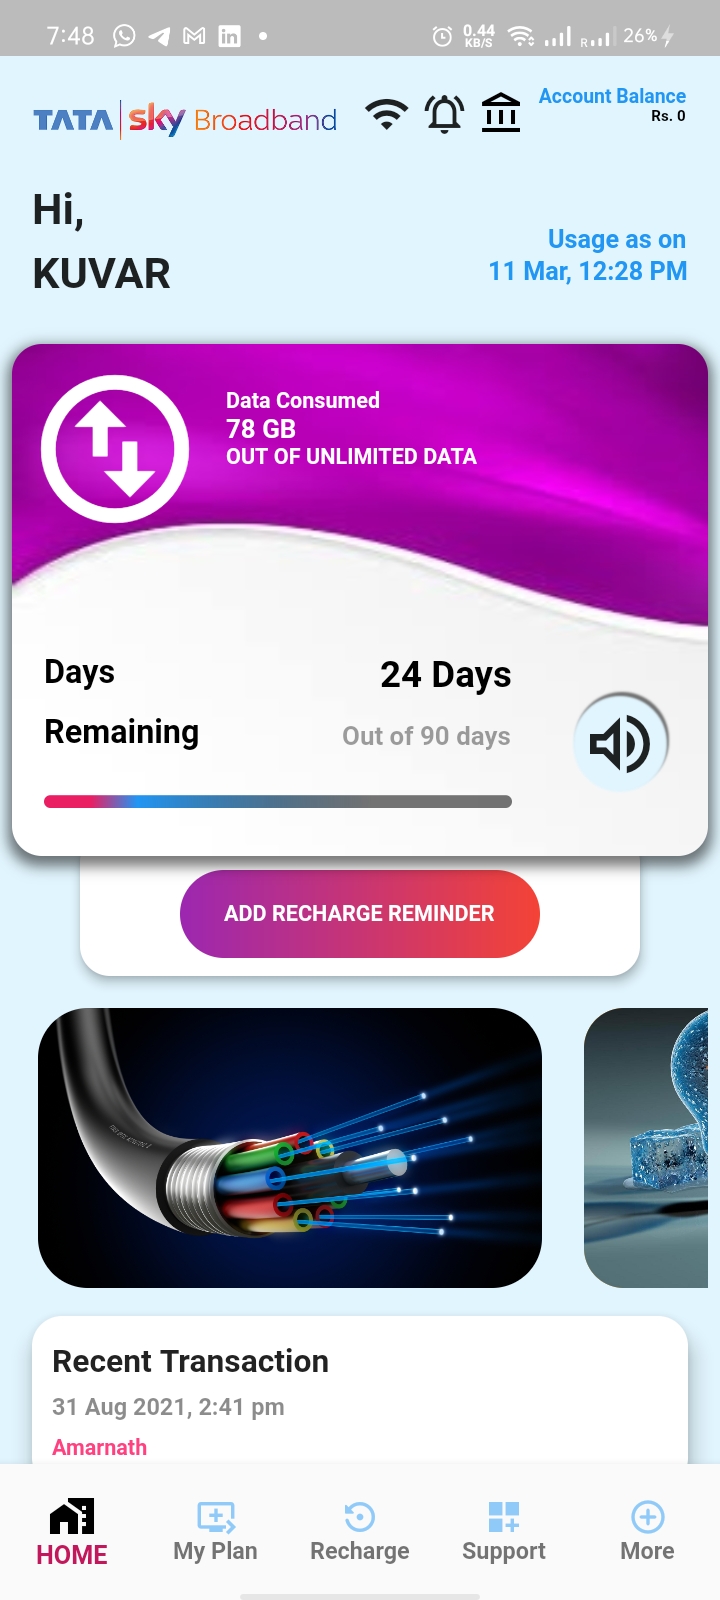 7:48
0.44
KB/S
R
26%
TATA sky Broadband
Account Balance
Rs. 0
Hi,
KUVAR
Usage as on
11 Mar, 12:28 PM
Data Consumed
78 GB
OUT OF UNLIMITED DATA
Days
Remaining
24 Days
Out of 90 days
ADD RECHARGE REMINDER
Recent Transaction
31 Aug 2021, 2:41 pm
Amarnath
HOME
My Plan
Recharge
Support
More